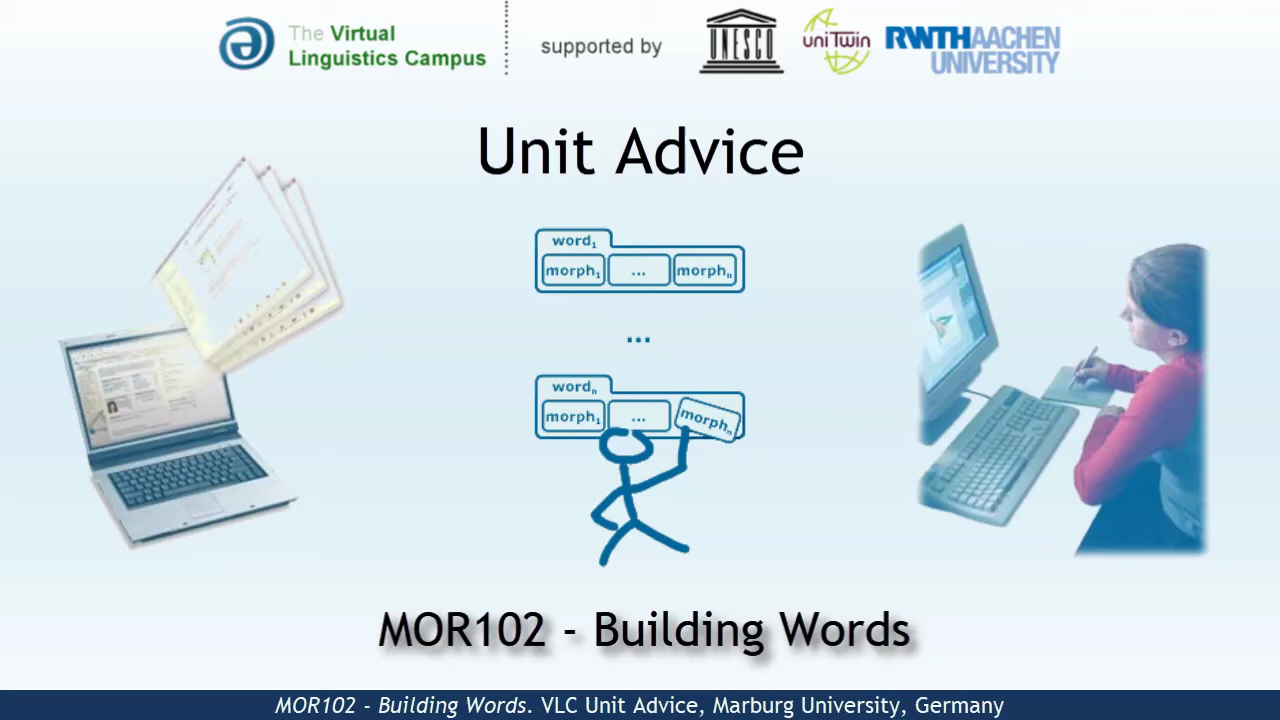 The Virtual
Linguistics Campus
supported by
UNESCO
uniTwin
RWTHAACHEN
UNIVERSITY
Unit Advice
word₁
morph₁ ... morphₙ
...
wordₙ
morph₁ ... morphₙ
MOR102 - Building Words
MOR102 - Building Words. VLC Unit Advice, Marburg University, Germany